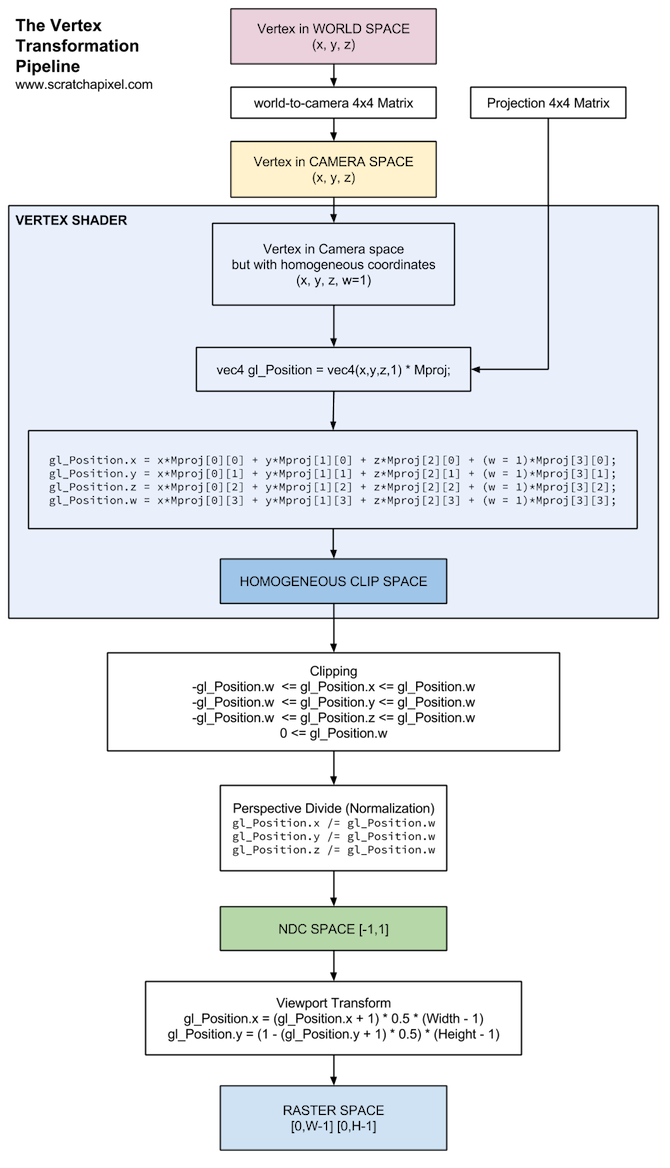 The Vertex
Transformation
Pipeline
www.scratchapixel.com
Vertex in WORLD SPACE
(x, y, z)
world-to-camera 4x4 Matrix
Projection 4x4 Matrix
Vertex in CAMERA SPACE
(x, y, z)
VERTEX SHADER
Vertex in Camera space
but with homogeneous coordinates
(x, y, z, w=1)
vec4 gl_Position = vec4(x,y,z,1) * Mproj;
gl_Position.x = x*Mproj[0][0] + y*Mproj[1][0] + z*Mproj[2][0] + (w = 1)*Mproj[3][0];
gl_Position.y = x*Mproj[0][1] + y*Mproj[1][1] + z*Mproj[2][1] + (w = 1)*Mproj[3][1];
gl_Position.z = x*Mproj[0][2] + y*Mproj[1][2] + z*Mproj[2][2] + (w = 1)*Mproj[3][2];
gl_Position.w = x*Mproj[0][3] + y*Mproj[1][3] + z*Mproj[2][3] + (w = 1)*Mproj[3][3];
HOMOGENEOUS CLIP SPACE
Clipping
-gl_Position.w <= gl_Position.x <= gl_Position.w
-gl_Position.w <= gl_Position.y <= gl_Position.w
-gl_Position.w <= gl_Position.z <= gl_Position.w
0 <= gl_Position.w
Perspective Divide (Normalization)
gl_Position.x /= gl_Position.w
gl_Position.y /= gl_Position.w
gl_Position.z /= gl_Position.w
NDC SPACE [-1,1]
Viewport Transform
gl_Position.x = (gl_Position.x + 1) * 0.5 * (Width - 1)
gl_Position.y = (1 - (gl_Position.y + 1) * 0.5) * (Height - 1)
RASTER SPACE
[0,W-1] [0,H-1]